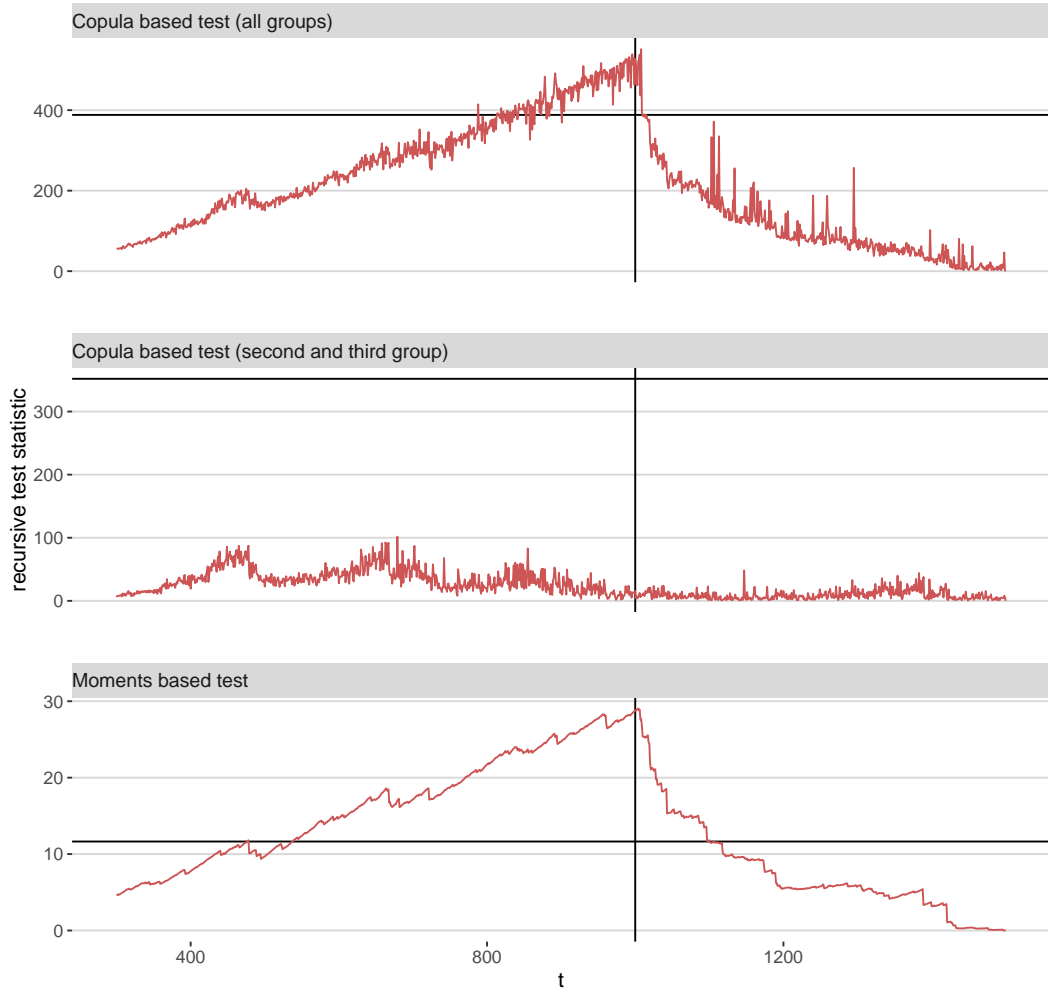 Copula based test (all groups)
400
200
0
Copula based test (second and third group)
300
200
100
0
recursive test statistic
Moments based test
30
20
10
0
400
800
1200
t